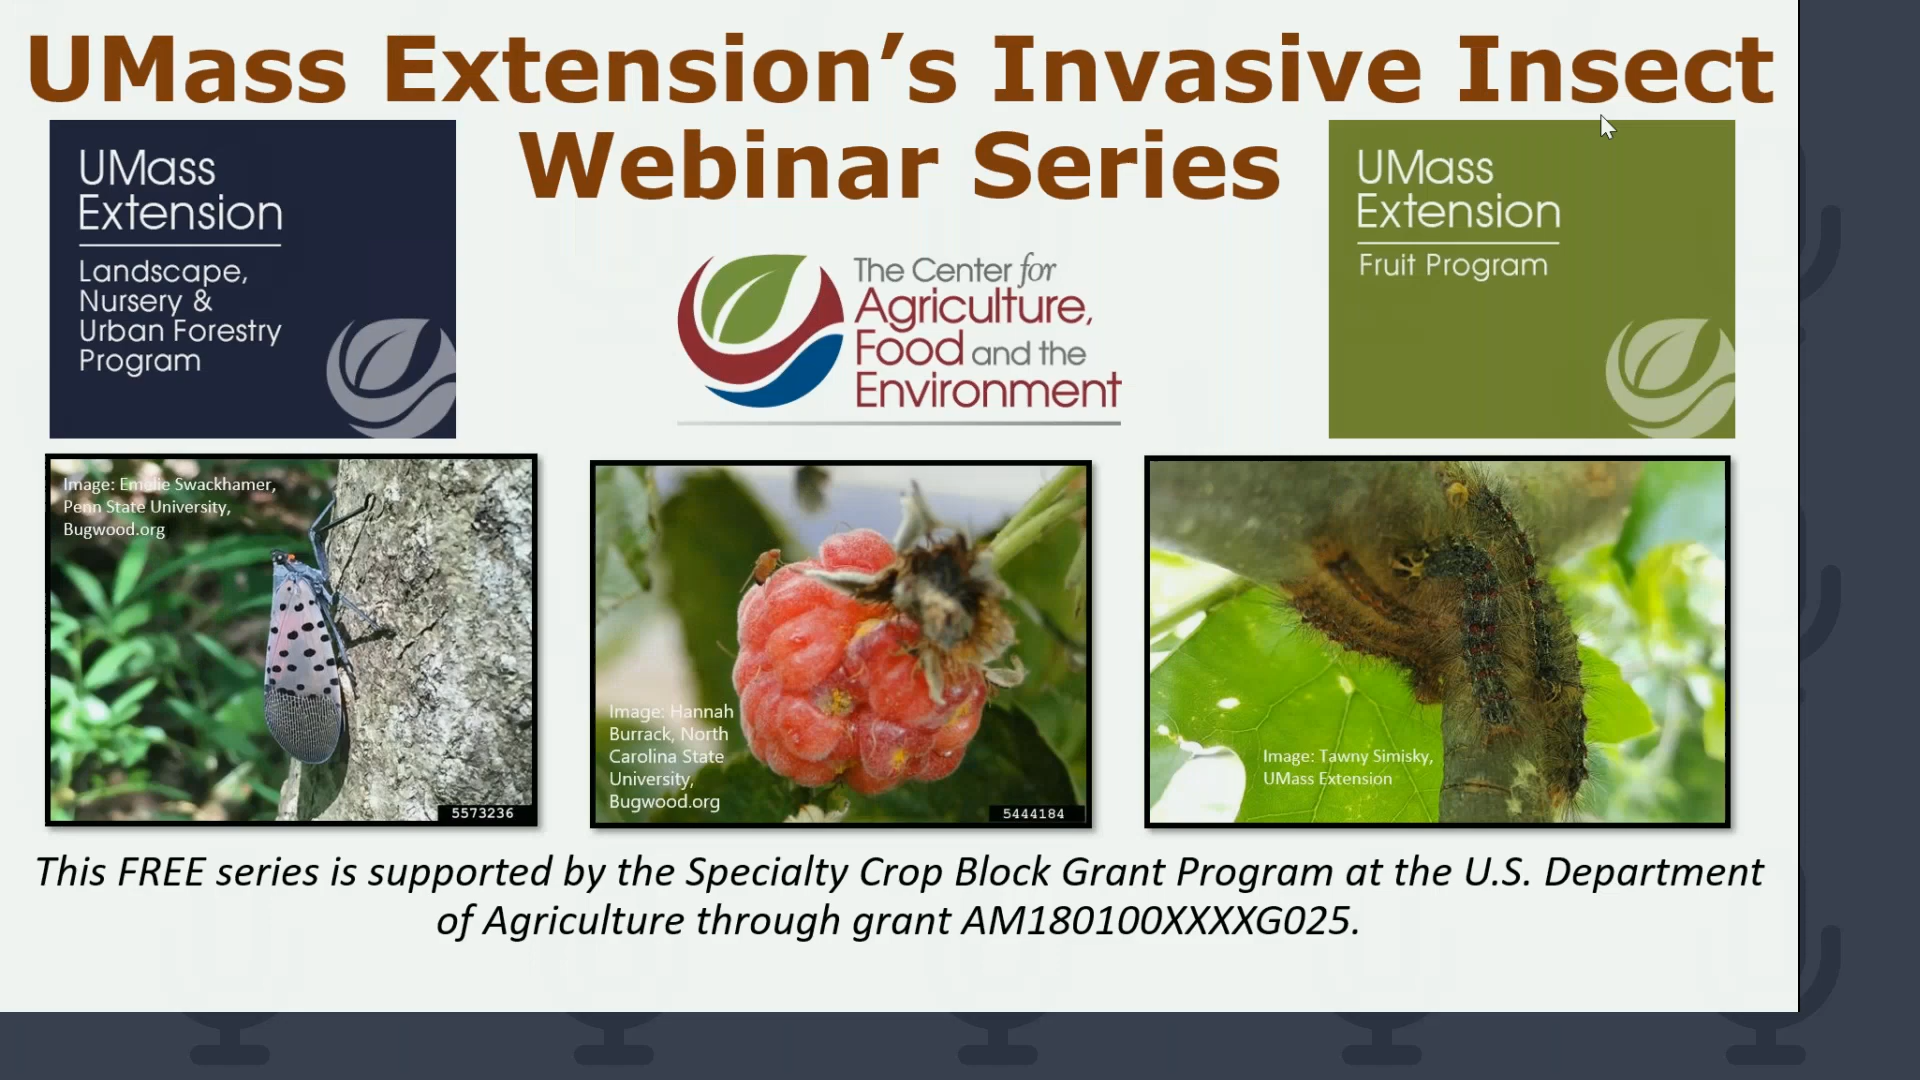 UMass Extension’s Invasive Insect
Webinar Series
UMass
Extension
Landscape,
Nursery &
Urban Forestry
Program
The Center for
Agriculture,
Food and the
Environment
UMass
Extension
Fruit Program
Image: Emelie Swackhamer,
Penn State University,
Bugwood.org
5573236
Image: Hannah
Burrack, North
Carolina State
University,
Bugwood.org
5444184
Image: Tawny Simisky,
UMass Extension
This FREE series is supported by the Specialty Crop Block Grant Program at the U.S. Department
of Agriculture through grant AM180100XXXXG025.